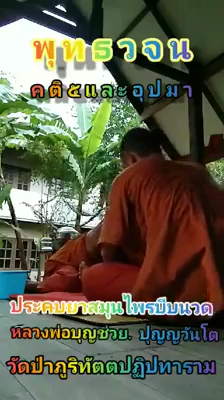 พุทธวจน
คติ๕และอุปมา
ประคบยาสมุนไพรบีบนวด
หลวงพ่อบุญช่วย. ปุญญวันโต
วัดป่าภูริทัตตปฏิปทาราม